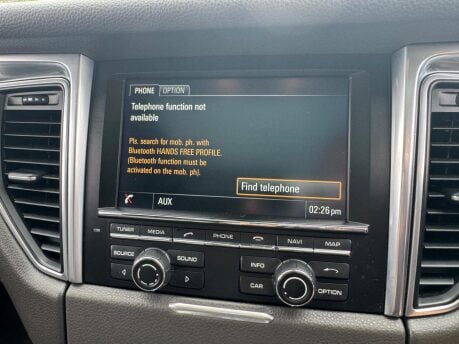 PHONE OPTION
Telephone function not
available
Pls. search for mob. ph. with
Bluetooth HANDS FREE PROFILE.
(Bluetooth function must be
activated on the mob. ph).
Find telephone
AUX 02:26 pm
TUNER MEDIA PHONE NAVI MAP
SOURCE SOUND INFO
CAR OPTION